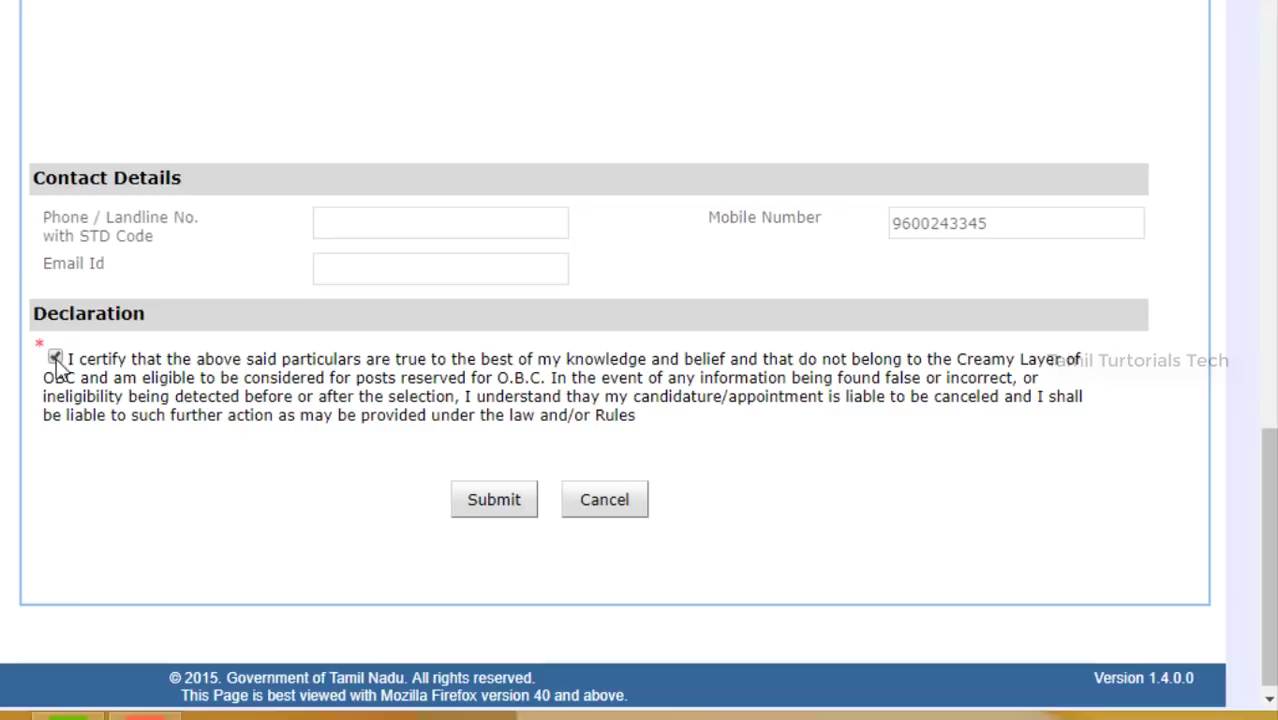 Contact Details
Phone / Landline No.
with STD Code
Mobile Number
9600243345
Email Id
Declaration
*
I certify that the above said particulars are true to the best of my knowledge and belief and that do not belong to the Creamy Layer of
OBC and am eligible to be considered for posts reserved for O.B.C. In the event of any information being found false or incorrect, or
ineligibility being detected before or after the selection, I understand thay my candidature/appointment is liable to be canceled and I shall
be liable to such further action as may be provided under the law and/or Rules
Tamil Turtorials Tech
Submit
Cancel
© 2015. Government of Tamil Nadu. All rights reserved.
Version 1.4.0.0
This Page is best viewed with Mozilla Firefox version 40 and above.